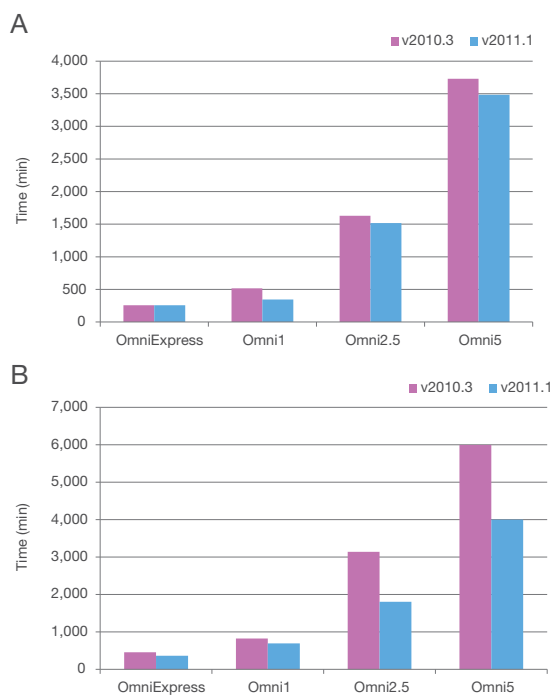 A
v2010.3 v2011.1
4,000
3,500
3,000
2,500
2,000
1,500
1,000
500
0
Time (min)
OmniExpress Omni1 Omni2.5 Omni5
B
v2010.3 v2011.1
7,000
6,000
5,000
4,000
3,000
2,000
1,000
0
Time (min)
OmniExpress Omni1 Omni2.5 Omni5